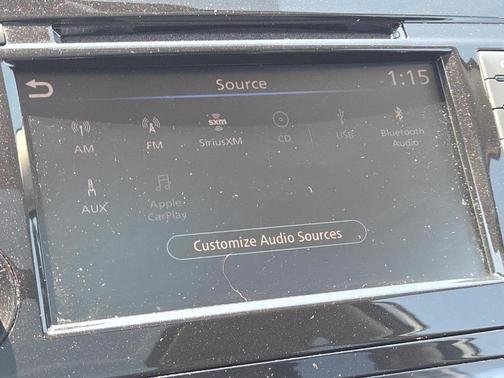 Source
1:15
AM
FM
sxm
SiriusXM
CD
USB
Bluetooth
Audio
AUX
Apple
CarPlay
Customize Audio Sources